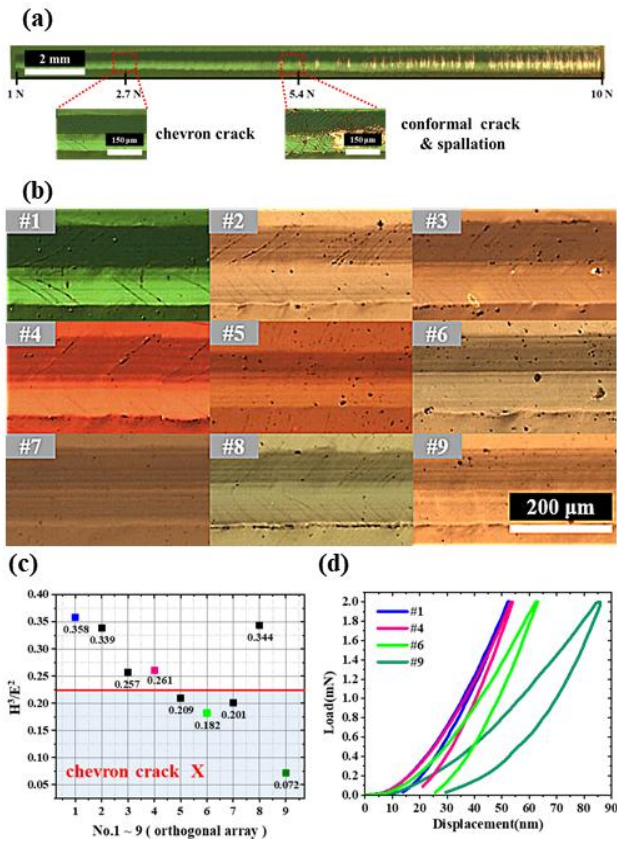 (a)
2 mm
1 N
2.7 N
5.4 N
10 N
150 μm
chevron crack
150 μm
conformal crack
& spallation
(b)
#1
#2
#3
#4
#5
#6
#7
#8
#9
200 μm
(c)
H³/E²
0.40
0.35
0.30
0.25
0.20
0.15
0.10
0.05
0.358
0.339
0.257
0.261
0.209
0.182
0.201
0.344
0.072
chevron crack X
1 2 3 4 5 6 7 8 9
No.1 ~ 9 ( orthogonal array )
(d)
Load(mN)
2.0
1.8
1.6
1.4
1.2
1.0
0.8
0.6
0.4
0.2
0.0
#1
#4
#6
#9
0 10 20 30 40 50 60 70 80 90
Displacement(nm)